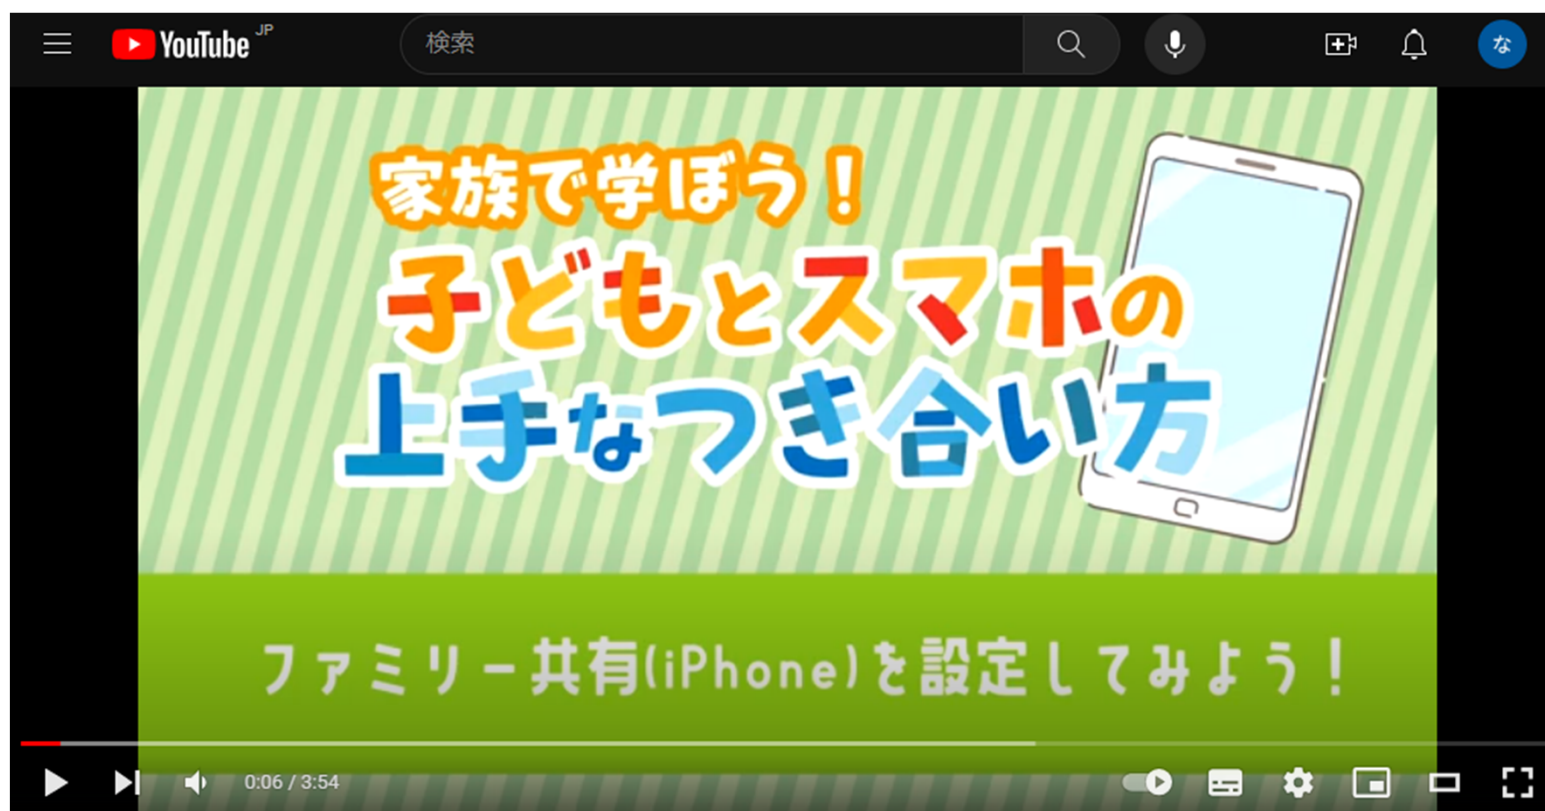 YouTube JP
検索
な
家族で学ぼう！
子どもとスマホの
上手なつき合い方
ファミリー共有(iPhone)を設定してみよう！
0:06 / 3:54